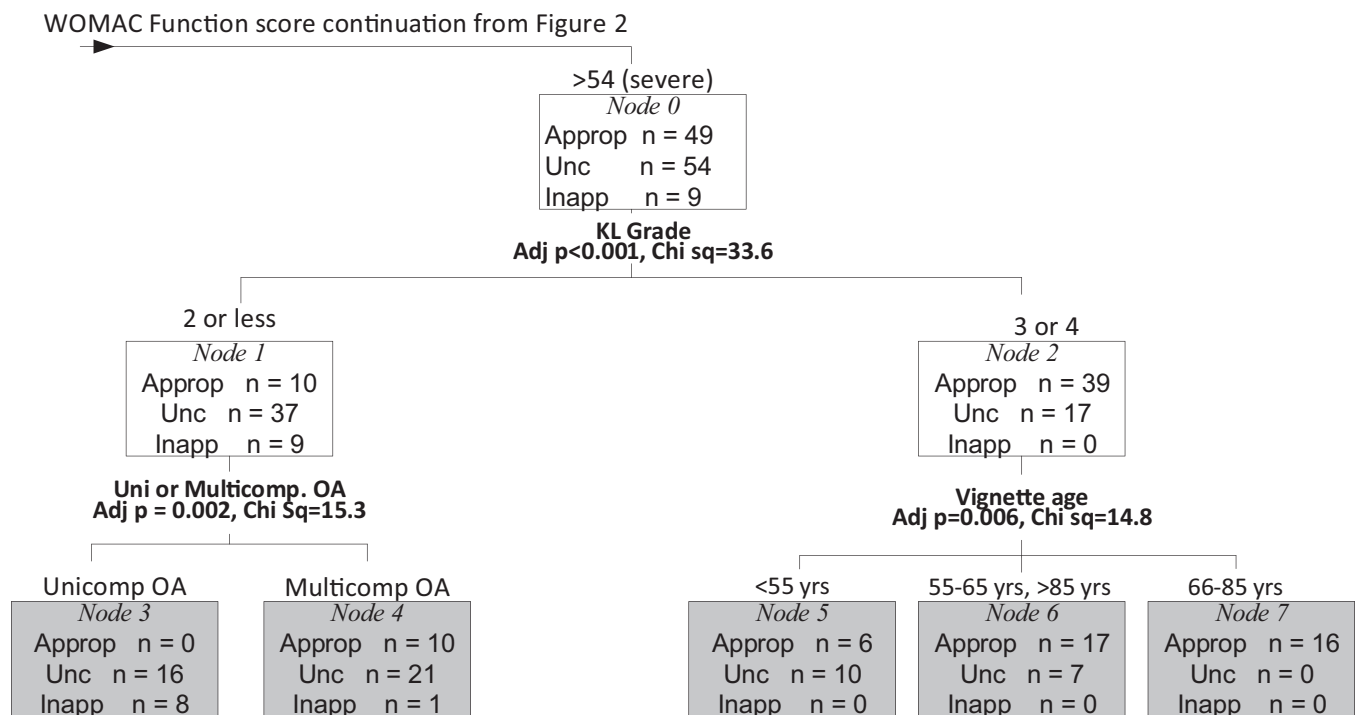 WOMAC Function score continuation from Figure 2
>54 (severe)
Node 0
Approp n = 49
Unc n = 54
Inapp n = 9
KL Grade
Adj p<0.001, Chi sq=33.6
2 or less
Node 1
Approp n = 10
Unc n = 37
Inapp n = 9
Uni or Multicomp. OA
Adj p = 0.002, Chi Sq=15.3
3 or 4
Node 2
Approp n = 39
Unc n = 17
Inapp n = 0
Vignette age
Adj p=0.006, Chi sq=14.8
Unicomp OA
Node 3
Approp n = 0
Unc n = 16
Inapp n = 8
Multicomp OA
Node 4
Approp n = 10
Unc n = 21
Inapp n = 1
<55 yrs
Node 5
Approp n = 6
Unc n = 10
Inapp n = 0
55-65 yrs, >85 yrs
Node 6
Approp n = 17
Unc n = 7
Inapp n = 0
66-85 yrs
Node 7
Approp n = 16
Unc n = 0
Inapp n = 0